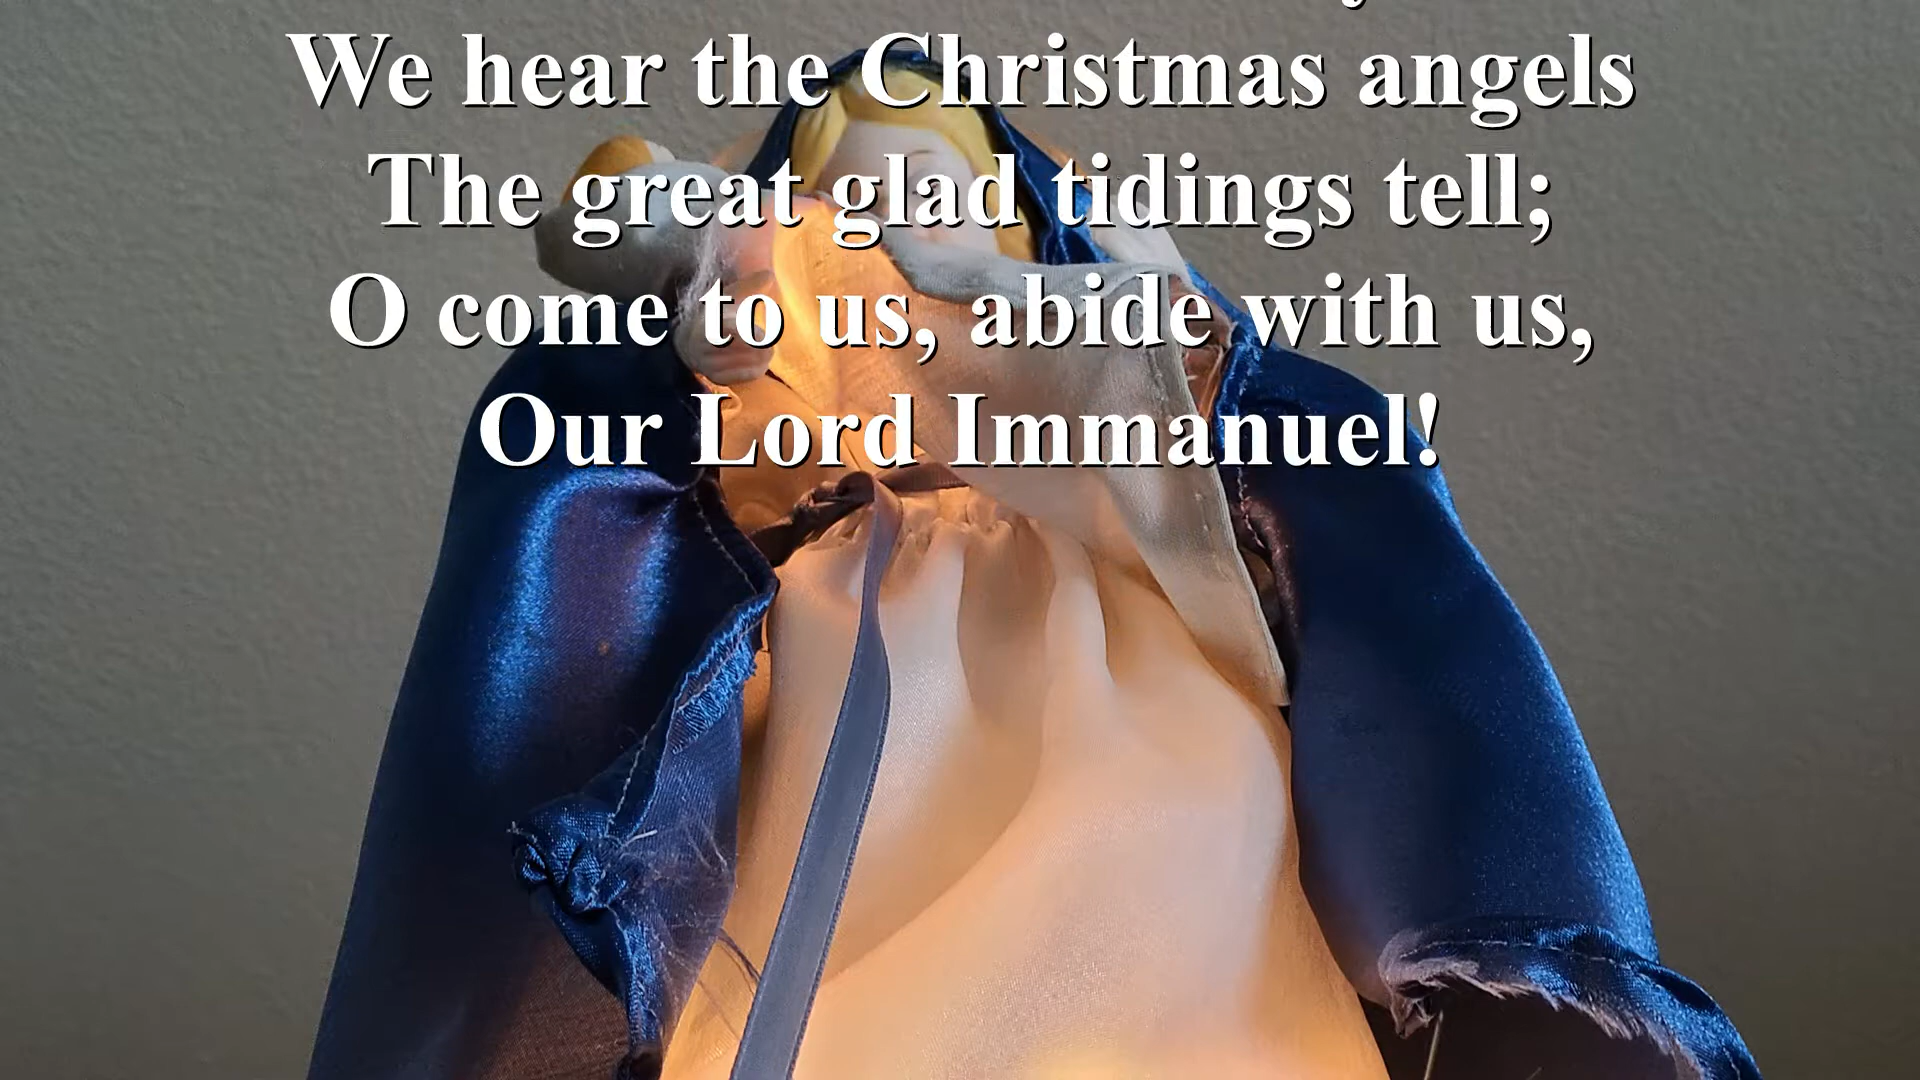 We hear the Christmas angels
The great glad tidings tell;
O come to us, abide with us,
Our Lord Immanuel!